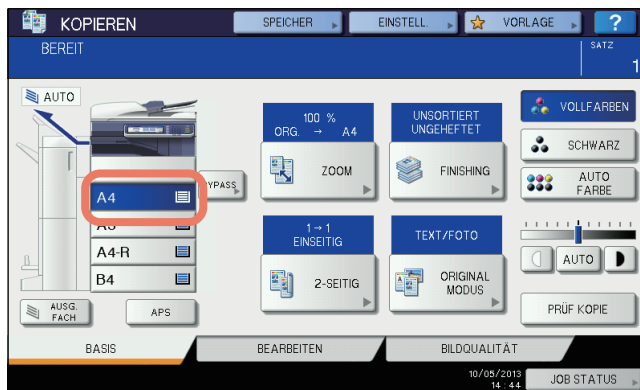 KOPIEREN
SPEICHER
EINSTELL.
VORLAGE
?
BEREIT
SATZ
1
AUTO
100 %
ORG. → A4
UNSORTIERT
UNGEHEFTET
VOLLFARBEN
ZOOM
FINISHING
SCHWARZ
AUTO
FARBE
YPASS
A4
A3
A4-R
B4
1→1
EINSEITIG
TEXT/FOTO
2-SEITIG
ORIGINAL
MODUS
AUTO
AUSG.
FACH
APS
PRÜF KOPIE
BASIS
BEARBEITEN
BILDQUALITÄT
10/05/2013
14 : 44
JOB STATUS